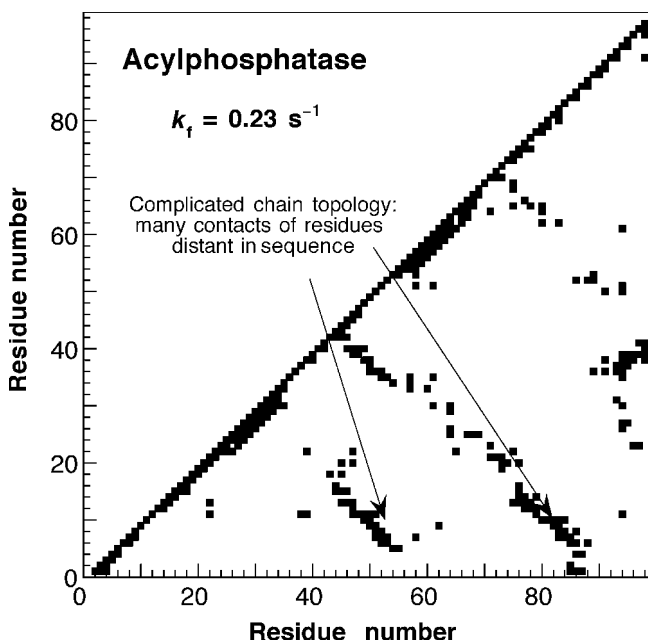 Acylphosphatase
kf = 0.23 s−1
Complicated chain topology:
many contacts of residues
distant in sequence
Residue number
80
60
40
20
0
0 20 40 60 80
Residue number